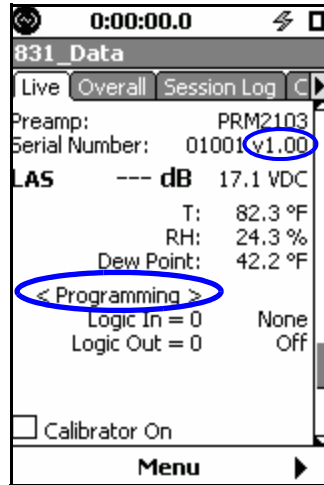 0:00:00.0
831_Data
Live Overall Session Log C
Preamp: PRM2103
Serial Number: 01001 v1.00
LAS --- dB 17.1 VDC
T: 82.3 ºF
RH: 24.3 %
Dew Point: 42.2 ºF
< Programming >
Logic In = 0 None
Logic Out = 0 Off
Calibrator On
Menu